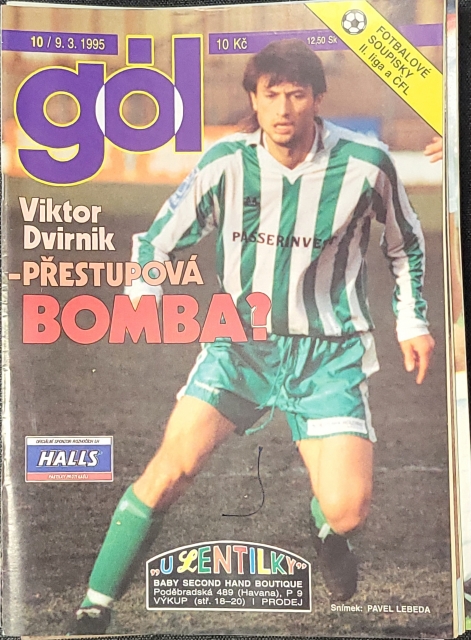 10 / 9. 3. 1995
10 Kč
12,50 Sk
FOTBALOVÉ
SOUPISKY
II. liga a ČFL
gól
Viktor
Dvirnik
-PŘESTUPOVÁ
BOMBA?
PASSERINVEST
HALLS
"U LENTILKY"
BABY SECOND HAND BOUTIQUE
Poděbradská 489 (Havana), P 9
VÝKUP (stř. 16–20) I PRODEJ
Snímek: PAVEL LEBEDA